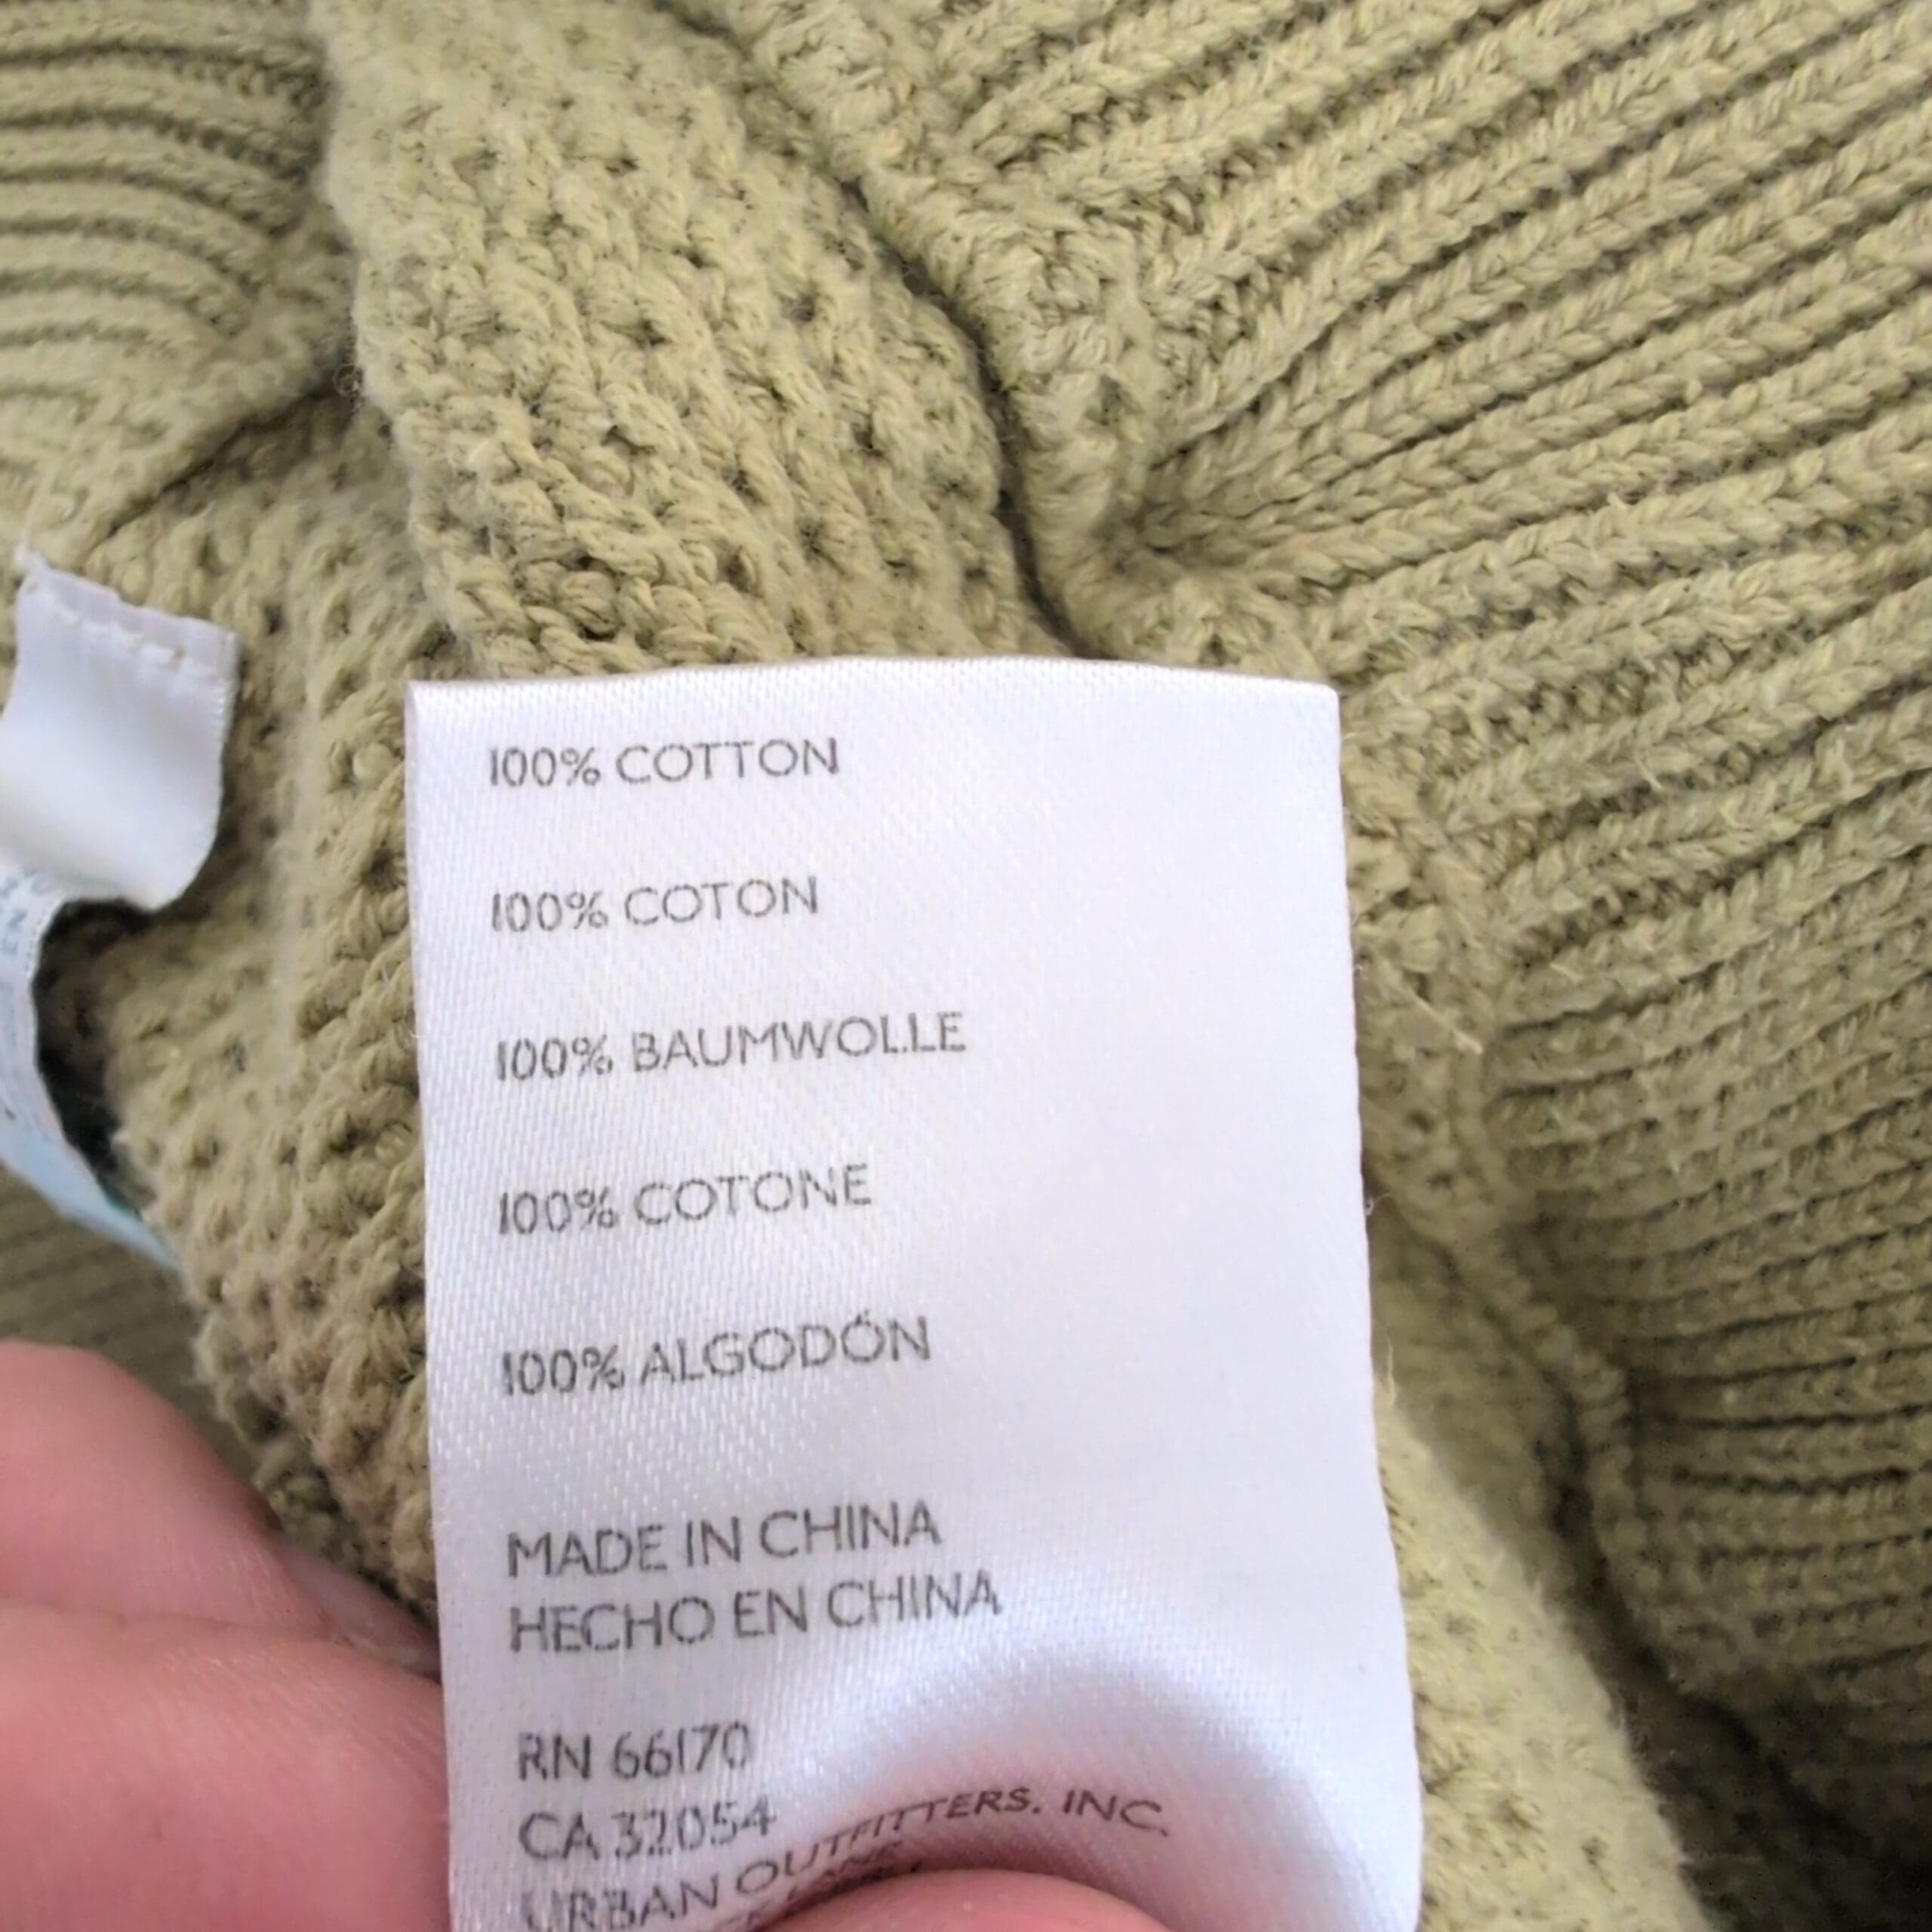 100% COTTON
100% COTON
100% BAUMWOLLE
100% COTONE
100% ALGODÓN
MADE IN CHINA
HECHO EN CHINA
RN 66170
CA 32054
URBAN OUTFITTERS, INC.